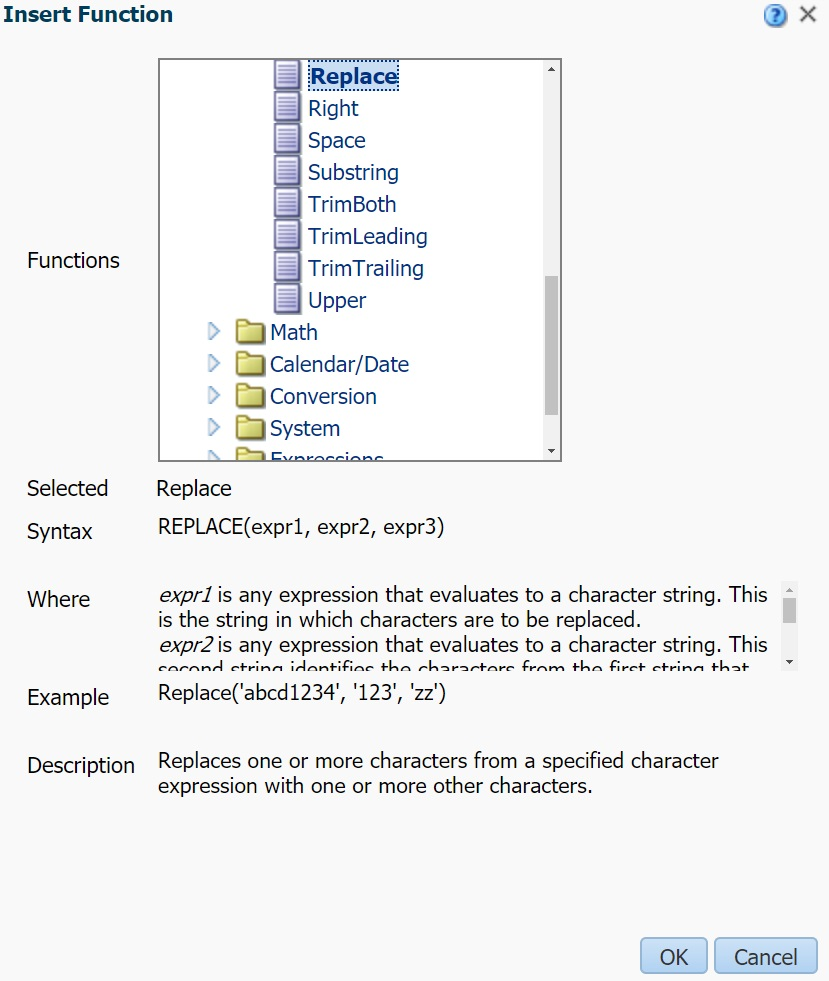 Insert Function
Replace
Right
Space
Substring
TrimBoth
TrimLeading
TrimTrailing
Upper
Functions
Math
Calendar/Date
Conversion
System
Expressions
Selected Replace
Syntax REPLACE(expr1, expr2, expr3)
Where expr1 is any expression that evaluates to a character string. This
is the string in which characters are to be replaced.
expr2 is any expression that evaluates to a character string. This
second string identifies the characters from the first string that
Example Replace('abcd1234', '123', 'zz')
Description Replaces one or more characters from a specified character
expression with one or more other characters.
OK Cancel